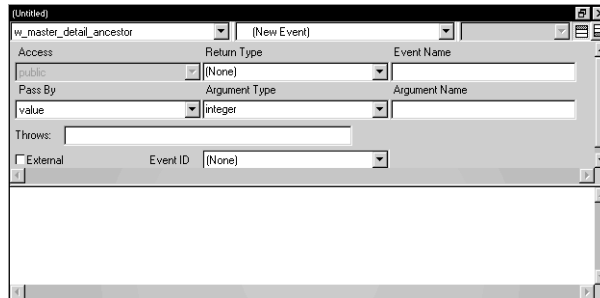 (Untitled)
w_master_detail_ancestor (New Event)
Access Return Type Event Name
public (None)
Pass By Argument Type Argument Name
value integer
Throws:
External Event ID (None)